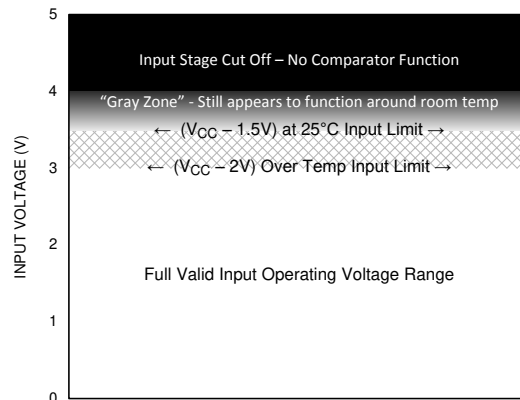 5
Input Stage Cut Off – No Comparator Function
4
“Gray Zone” - Still appears to function around room temp
← (VCC – 1.5V) at 25°C Input Limit →
3
← (VCC – 2V) Over Temp Input Limit →
INPUT VOLTAGE (V)
2
Full Valid Input Operating Voltage Range
1
0